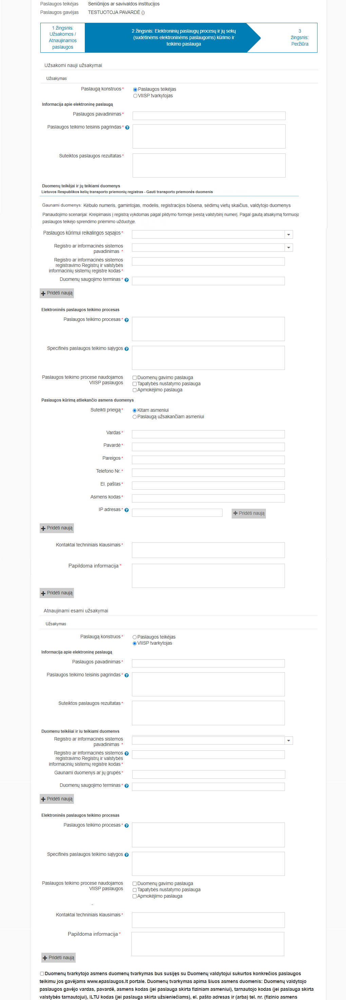 Paslaugos teikėjas Seniūnijos ar savivaldos institucijos
Paslaugos gavėjas TESTUOTOJA PAVARDĖ ()
1 žingsnis:
Užsakomos /
Atnaujinamos
paslaugos
2 žingsnis: Elektroninių paslaugų procesų ir jų sekų
(sudėtinėms elektroninėms paslaugoms) kūrimo ir
teikimo paslauga
3
žingsnis:
Peržiūra
Užsakomi nauji užsakymai
Užsakymas
Paslaugą konstruos *
Paslaugos teikėjas
VIISP tvarkytojas
Informacija apie elektroninę paslaugą
Paslaugos pavadinimas *
Paslaugos teikimo teisinis pagrindas * ?
Suteiktos paslaugos rezultatas *
Duomenų teikėjai ir jų teikiami duomenys
Lietuvos Respublikos kelių transporto priemonių registras - Gauti transporto priemonės duomenis
Gaunami duomenys: Kėbulo numeris, gamintojas, modelis, registracijos būsena, sėdimų vietų skaičius, valdytojo duomenys
Panaudojimo scenarijai: Kreipimasis į registrą vykdomas pagal pildymo formoje įvestą valstybinį numerį. Pagal gautą atsakymą formuoja
paslaugos teikėjo sprendimo priėmimo užduotyje.
Paslaugos kūrimui reikalingos sąsajos *
Registro ar informacinės sistemos
pavadinimas *
Registro ar informacinės sistemos
registravimo Registrų ir valstybės
informacinių sistemų registre kodas *
Duomenų saugojimo terminas * ?
+ Pridėti naują
Elektroninės paslaugos teikimo procesas
Paslaugos teikimo procesas * ?
Specifinės paslaugos teikimo sąlygos ?
Paslaugos teikimo procese naudojamos
VIISP paslaugos
Duomenų gavimo paslauga
Tapatybės nustatymo paslauga
Apmokėjimo paslauga
Paslaugos kūrimą atliekančio asmens duomenys
Suteikti prieigą *
Kitam asmeniui
Paslaugą užsakančiam asmeniui
Vardas *
Pavardė *
Pareigos *
Telefono Nr. *
El. paštas *
Asmens kodas *
IP adresas * ? + Pridėti naują
+ Pridėti naują
Kontaktai techniniais klausimais *
Papildoma informacija *
+ Pridėti naują
Atnaujinami esami užsakymai
Užsakymas
Paslaugą konstruos *
Paslaugos teikėjas
VIISP tvarkytojas
Informacija apie elektroninę paslaugą
Paslaugos pavadinimas *
Paslaugos teikimo teisinis pagrindas * ?
Suteiktos paslaugos rezultatas *
Duomenų teikėjai ir jų teikiami duomenys
Registro ar informacinės sistemos
pavadinimas *
Registro ar informacinės sistemos ?
registravimo Registrų ir valstybės
informacinių sistemų registre kodas *
Gaunami duomenys ar jų grupės *
Duomenų saugojimo terminas * ?
+ Pridėti naują
Elektroninės paslaugos teikimo procesas
Paslaugos teikimo procesas * ?
Specifinės paslaugos teikimo sąlygos ?
Paslaugos teikimo procese naudojamos
VIISP paslaugos
Duomenų gavimo paslauga
Tapatybės nustatymo paslauga
Apmokėjimo paslauga
Kontaktai techniniais klausimais *
Papildoma informacija *
+ Pridėti naują
Duomenų tvarkytojo asmens duomenų tvarkymas bus susijęs su Duomenų valdytojui sukurtos konkrečios paslaugos
teikimu jos gavėjams www.epaslaugos.lt portale. Duomenų tvarkymas apima šiuos asmens duomenis: Duomenų valdytojo
paslaugos gavėjo vardas, pavardė, asmens kodas (jei paslauga skirta fiziniam asmeniui), tarnautojo kodas (jei paslauga skirta
valstybės tarnautojui), ILTU kodas (jei paslauga skirta užsieniečiams), el. pašto adresas ir (arba) tel. nr. (fizinio asmens